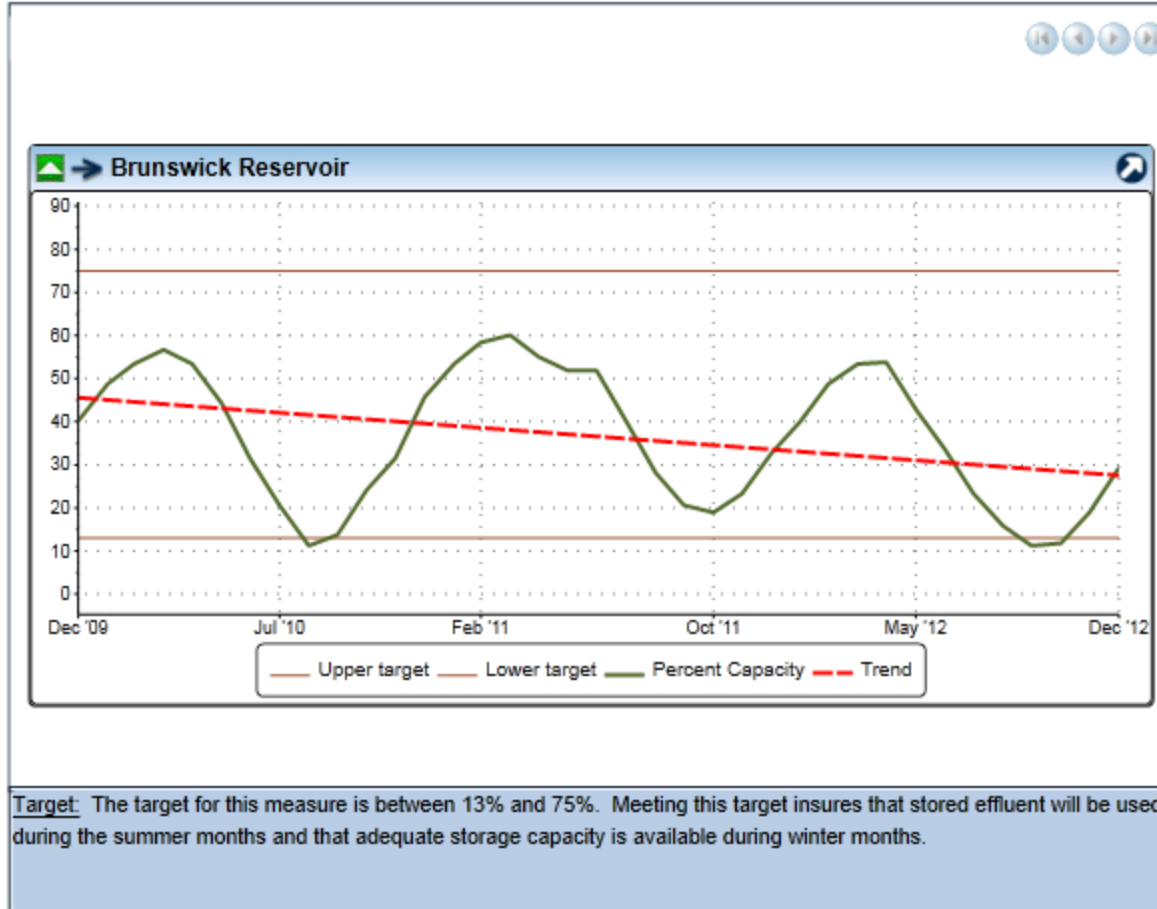 Brunswick Reservoir
90
80
70
60
50
40
30
20
10
0
Dec '09 Jul '10 Feb '11 Oct '11 May '12 Dec '12
Upper target Lower target Percent Capacity Trend
Target: The target for this measure is between 13% and 75%. Meeting this target insures that stored effluent will be used
during the summer months and that adequate storage capacity is available during winter months.